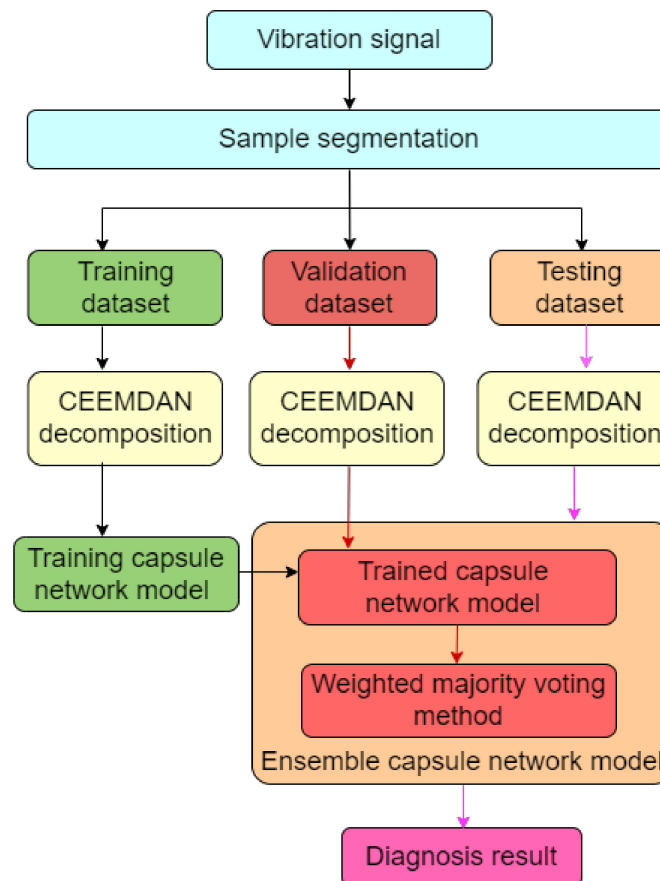 Vibration signal
Sample segmentation
Training
dataset
Validation
dataset
Testing
dataset
CEEMDAN
decomposition
CEEMDAN
decomposition
CEEMDAN
decomposition
Training capsule
network model
Trained capsule
network model
Weighted majority voting
method
Ensemble capsule network model
Diagnosis result